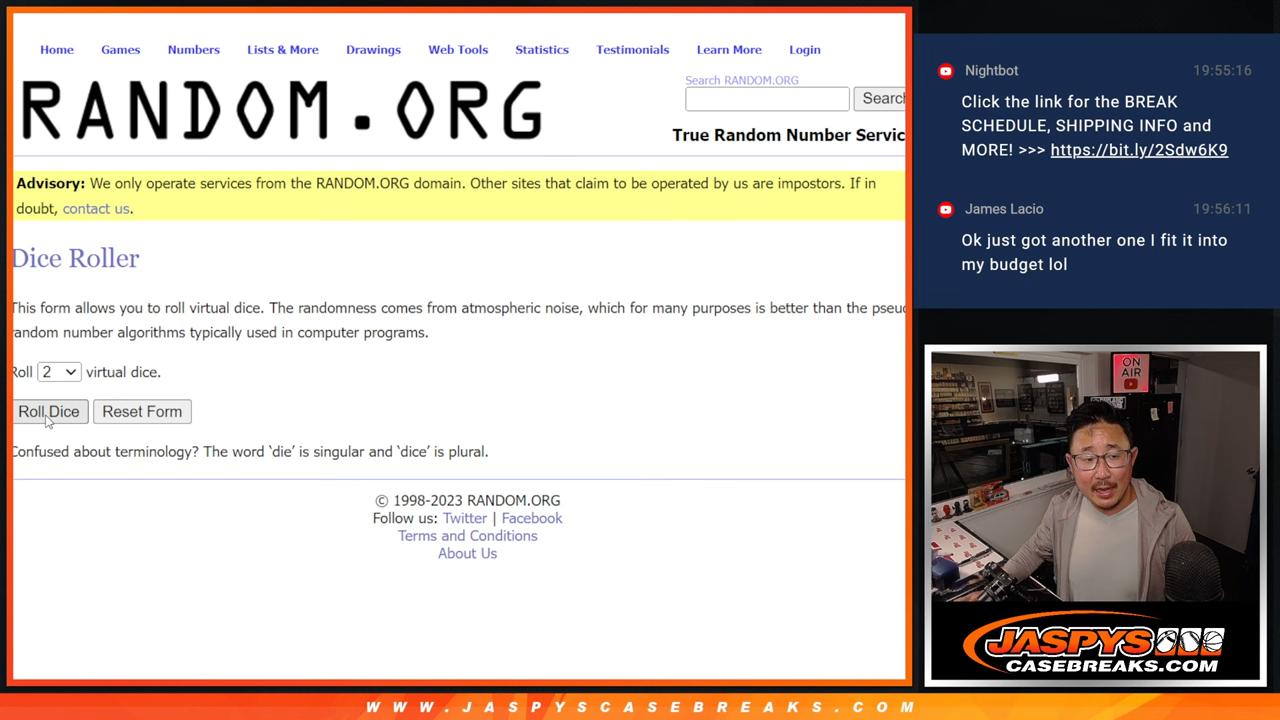 Home Games Numbers Lists & More Drawings Web Tools Statistics Testimonials Learn More Login
RANDOM.ORG
Search RANDOM.ORG
Search
True Random Number Servic
Advisory: We only operate services from the RANDOM.ORG domain. Other sites that claim to be operated by us are impostors. If in
doubt, contact us.
Dice Roller
This form allows you to roll virtual dice. The randomness comes from atmospheric noise, which for many purposes is better than the pseudo
random number algorithms typically used in computer programs.
Roll 2 virtual dice.
Roll Dice Reset Form
Confused about terminology? The word ‘die’ is singular and ‘dice’ is plural.
© 1998-2023 RANDOM.ORG
Follow us: Twitter | Facebook
Terms and Conditions
About Us
Nightbot 19:55:16
Click the link for the BREAK
SCHEDULE, SHIPPING INFO and
MORE! >>> https://bit.ly/2Sdw6K9
James Lacio 19:56:11
Ok just got another one I fit it into
my budget lol
ON
AIR
JASPYS
CASEBREAKS.COM
WWW.JASPYSCASEBREAKS.COM